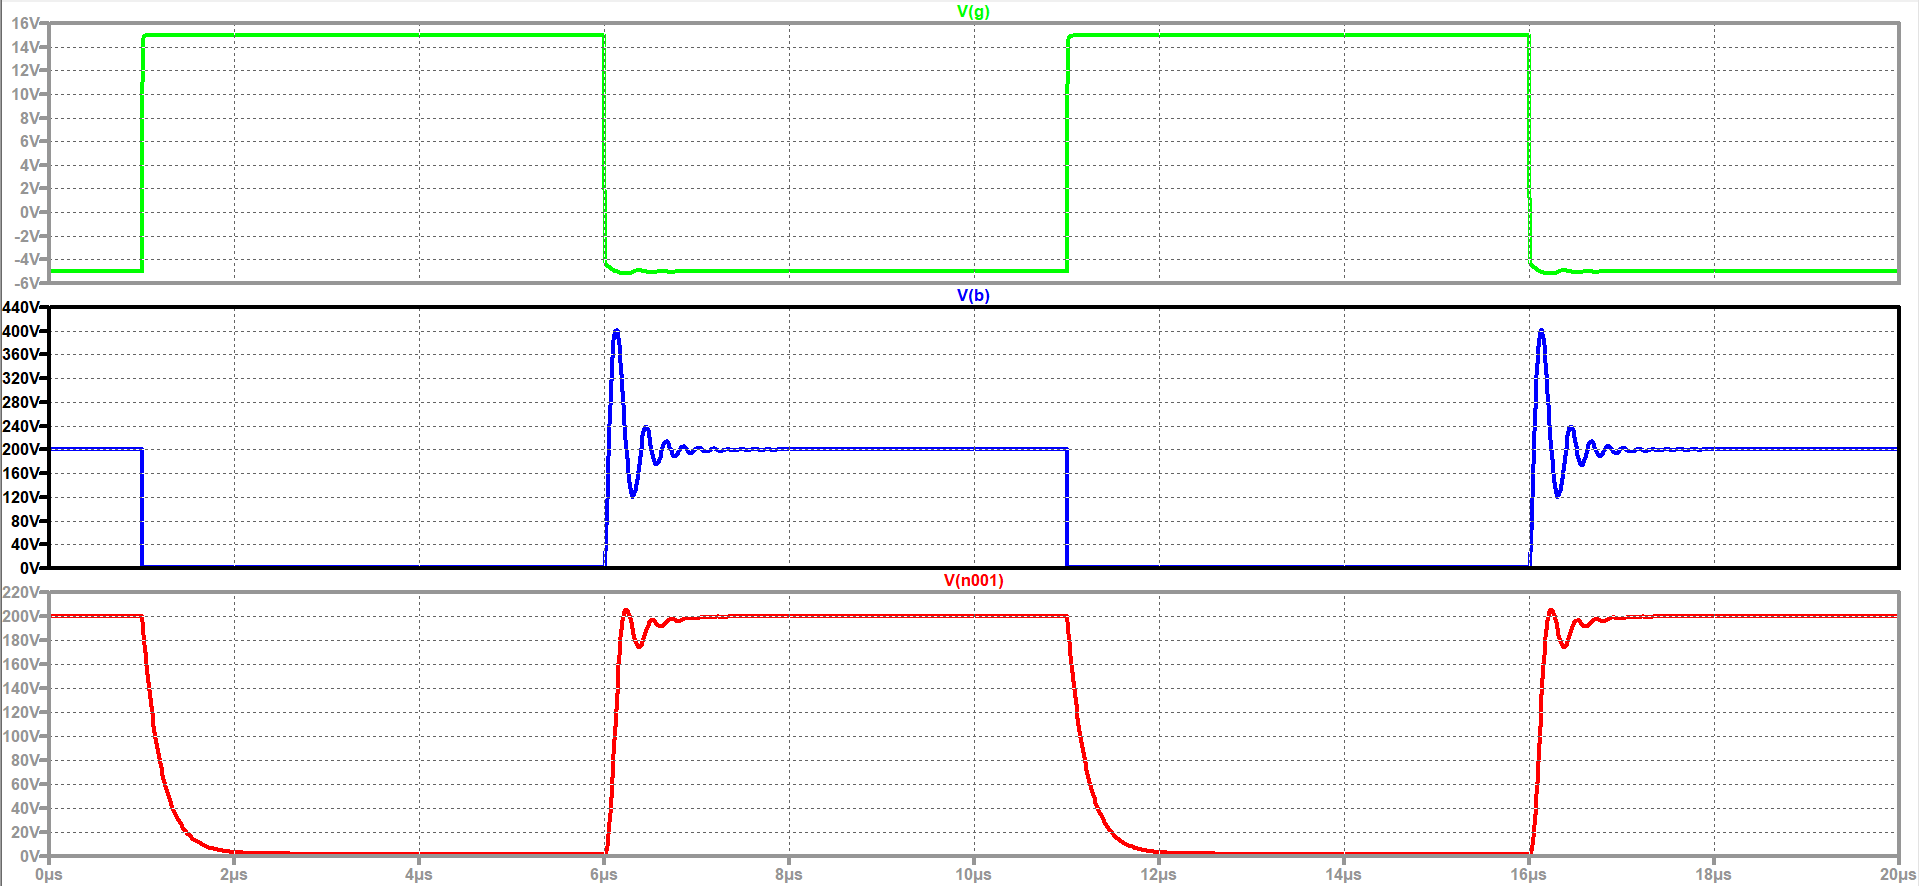 V(g)
16V
14V
12V
10V
8V
6V
4V
2V
0V
-2V
-4V
-6V
V(b)
440V
400V
360V
320V
280V
240V
200V
160V
120V
80V
40V
0V
V(n001)
220V
200V
180V
160V
140V
120V
100V
80V
60V
40V
20V
0V
0µs 2µs 4µs 6µs 8µs 10µs 12µs 14µs 16µs 18µs 20µs